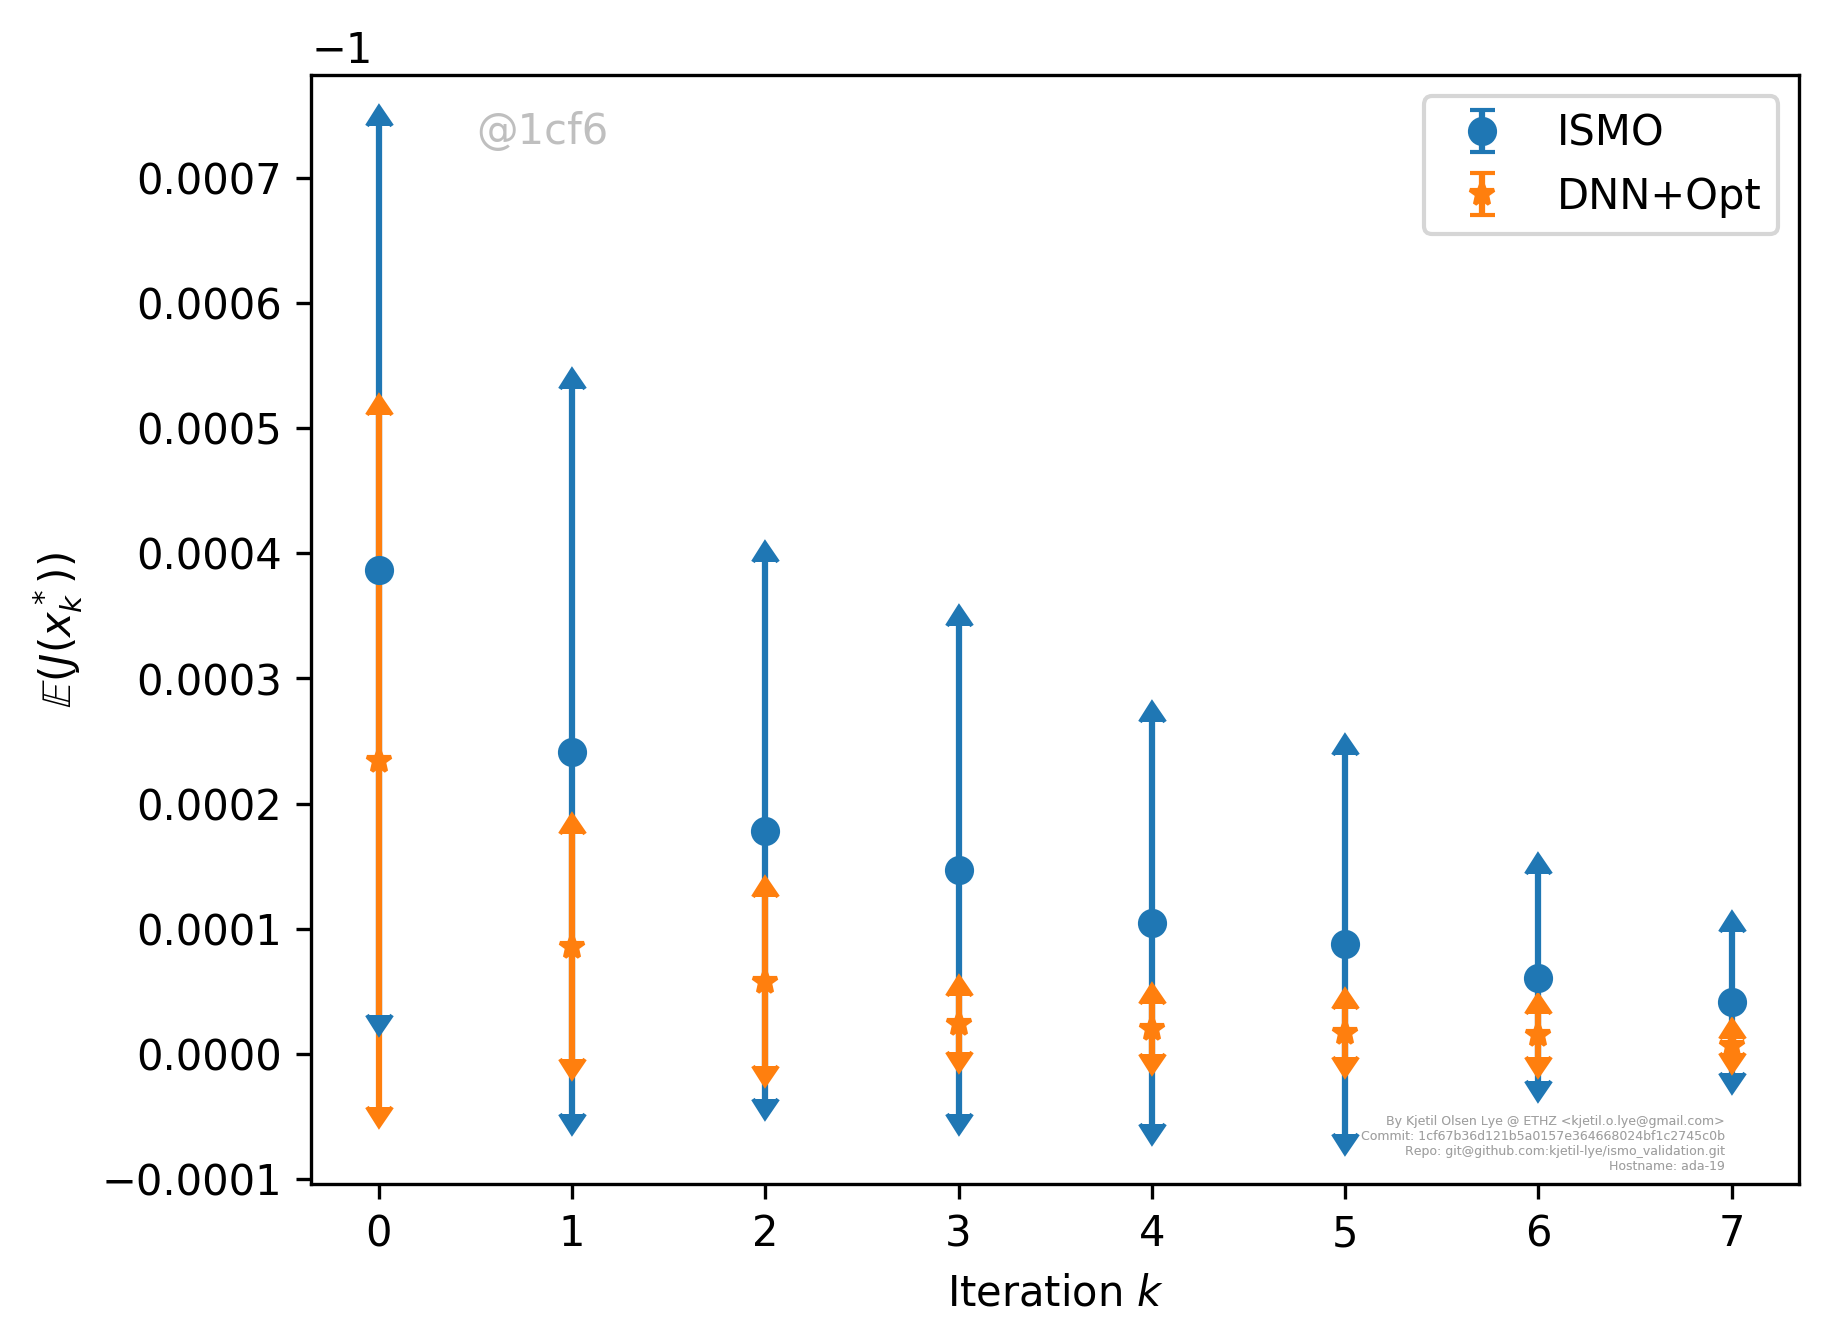 −1
@1cf6
ISMO
DNN+Opt
0.0007
0.0006
0.0005
0.0004
0.0003
0.0002
0.0001
0.0000
−0.0001
𝔼(J(x*k))
By Kjetil Olsen Lye @ ETHZ <kjetil.o.lye@gmail.com>
Commit: 1cf67b36d121b5a0157e364668024bf1c2745c0b
Repo: git@github.com:kjetil-lye/ismo_validation.git
Hostname: ada-19
0 1 2 3 4 5 6 7
Iteration k